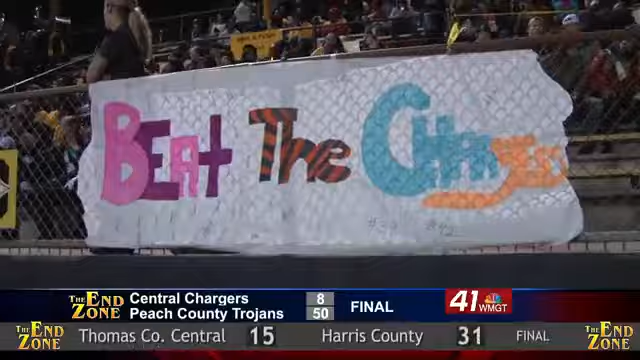 BEAT THE CHARGERS
THE END ZONE
Central Chargers 8
Peach County Trojans 50
FINAL
41 WMGT
THE END ZONE
Thomas Co. Central 15 Harris County 31 FINAL
THE END ZONE